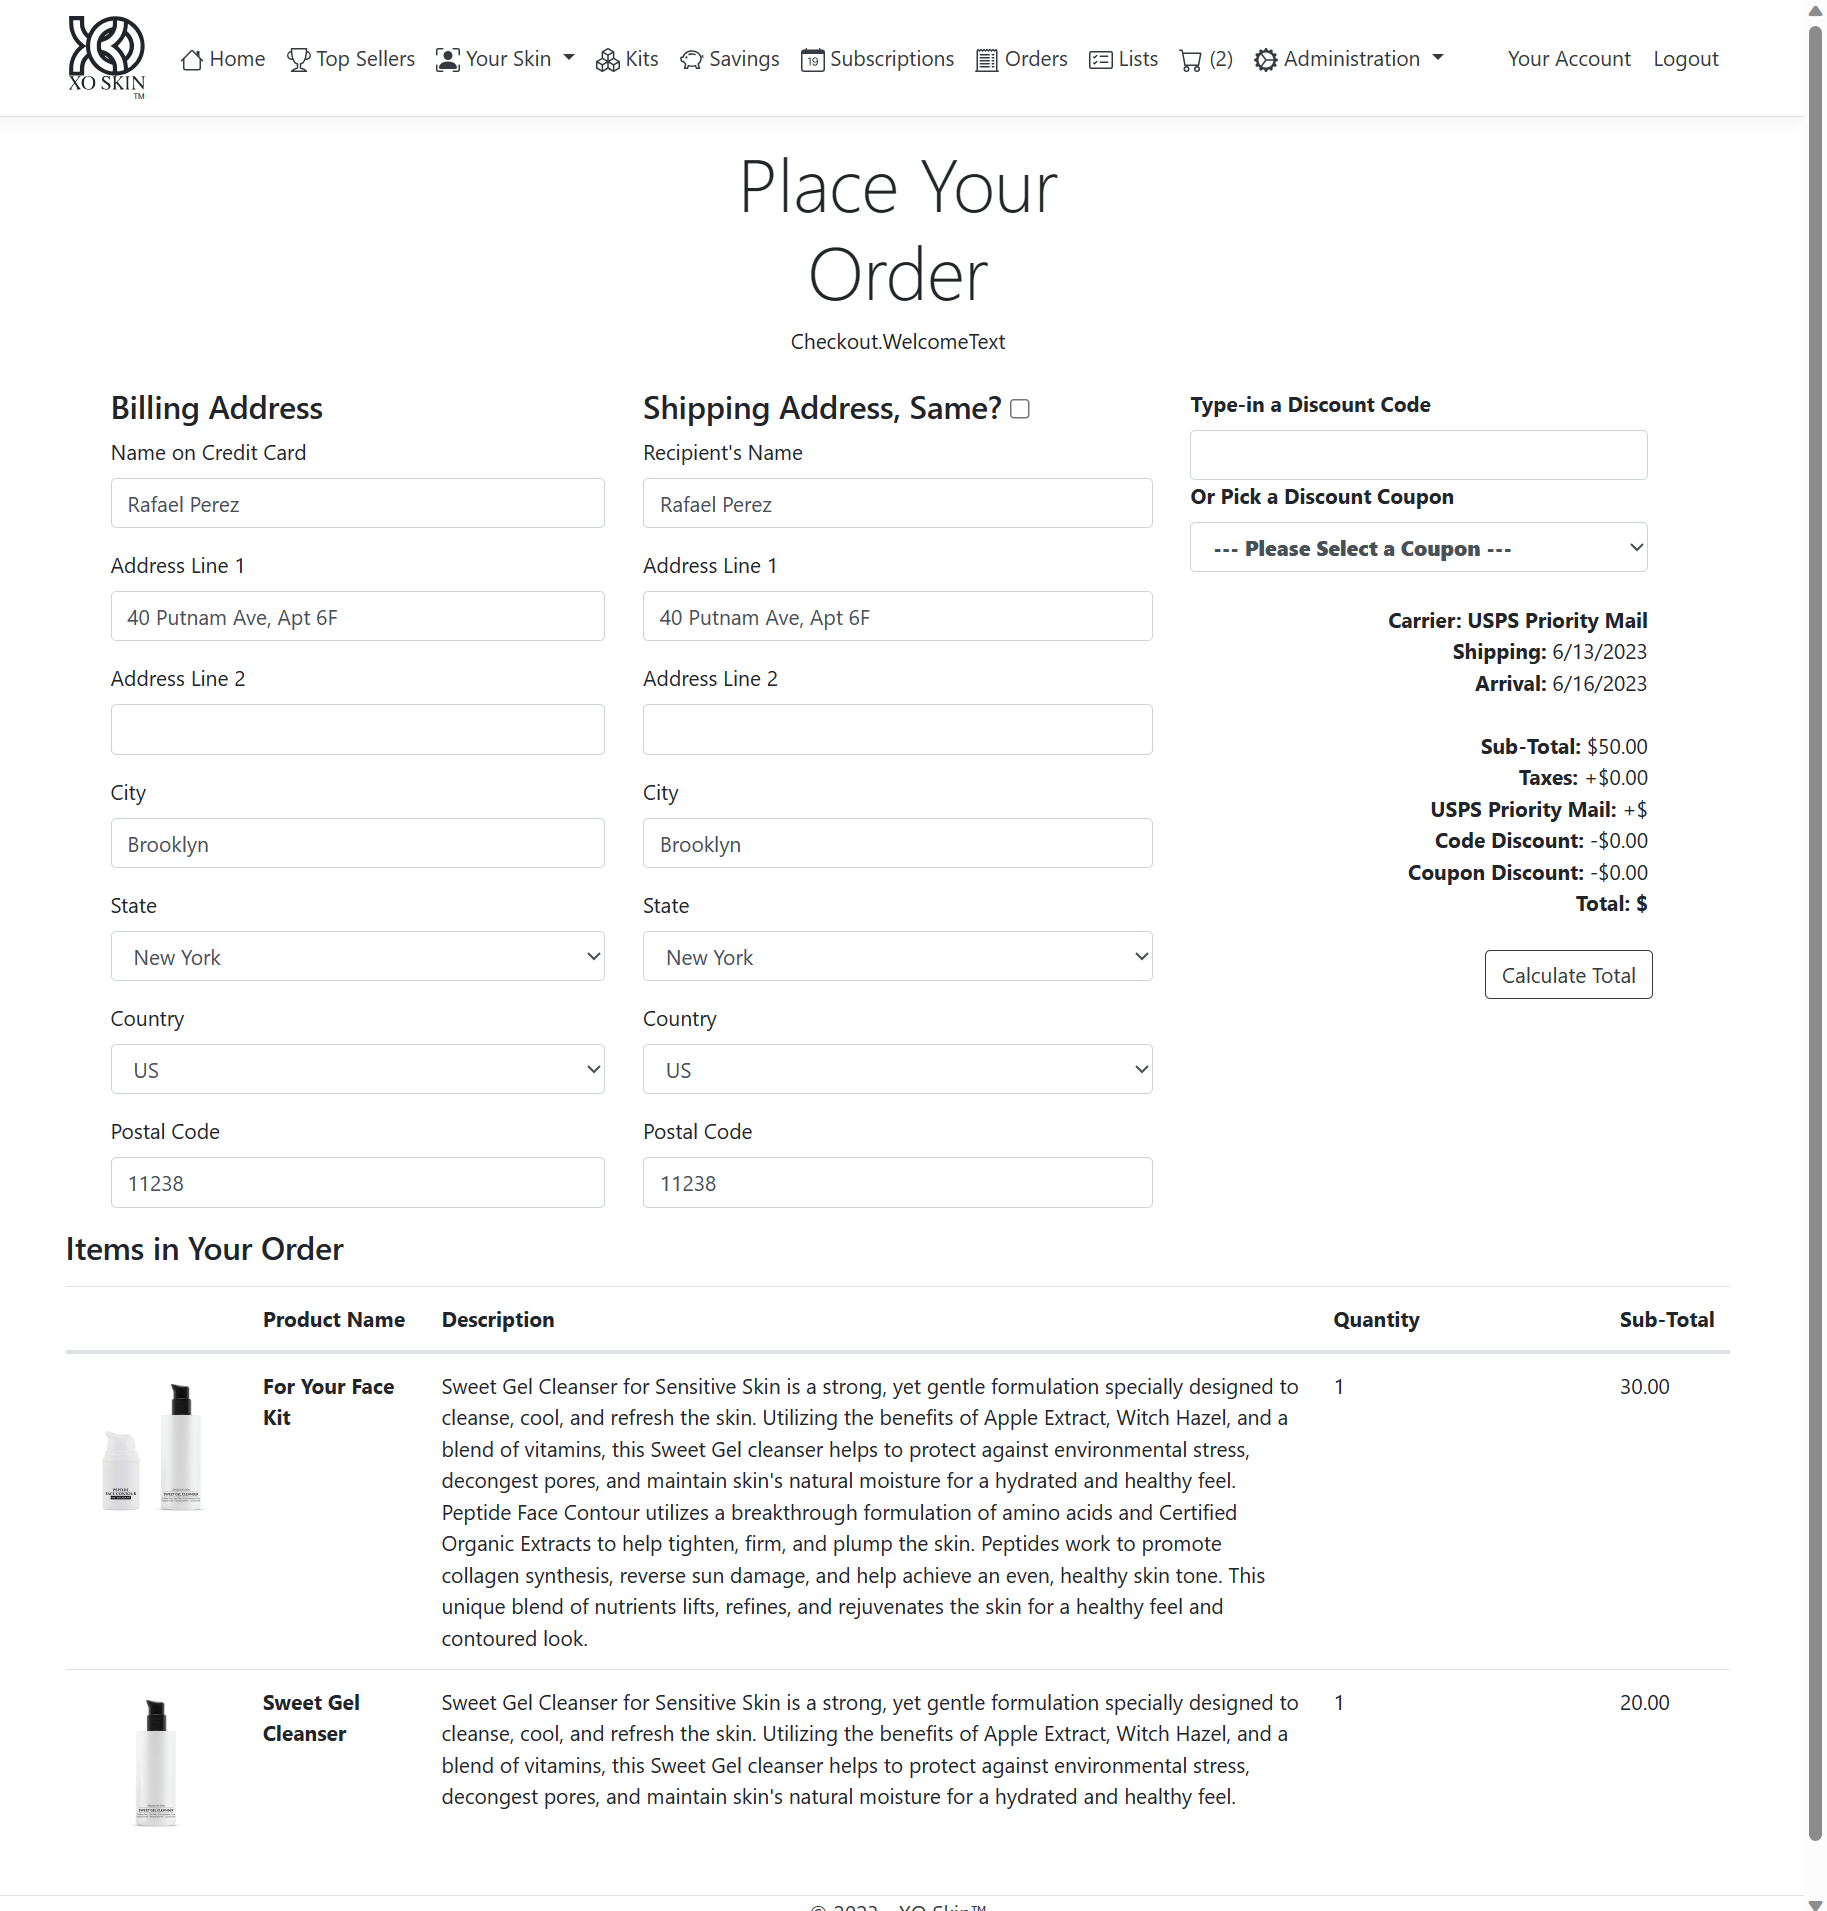 XO SKIN
TM
Home
Top Sellers
Your Skin
Kits
Savings
19
Subscriptions
Orders
Lists
(2)
Administration
Your Account
Logout
Place Your
Order
Checkout.WelcomeText
Billing Address
Name on Credit Card
Rafael Perez
Address Line 1
40 Putnam Ave, Apt 6F
Address Line 2
City
Brooklyn
State
New York
Country
US
Postal Code
11238
Shipping Address, Same?
Recipient's Name
Rafael Perez
Address Line 1
40 Putnam Ave, Apt 6F
Address Line 2
City
Brooklyn
State
New York
Country
US
Postal Code
11238
Type-in a Discount Code
Or Pick a Discount Coupon
--- Please Select a Coupon ---
Carrier: USPS Priority Mail
Shipping: 6/13/2023
Arrival: 6/16/2023
Sub-Total: $50.00
Taxes: +$0.00
USPS Priority Mail: +$
Code Discount: -$0.00
Coupon Discount: -$0.00
Total: $
Calculate Total
Items in Your Order
Product Name Description Quantity Sub-Total
For Your Face
Kit
Sweet Gel Cleanser for Sensitive Skin is a strong, yet gentle formulation specially designed to
cleanse, cool, and refresh the skin. Utilizing the benefits of Apple Extract, Witch Hazel, and a
blend of vitamins, this Sweet Gel cleanser helps to protect against environmental stress,
decongest pores, and maintain skin's natural moisture for a hydrated and healthy feel.
Peptide Face Contour utilizes a breakthrough formulation of amino acids and Certified
Organic Extracts to help tighten, firm, and plump the skin. Peptides work to promote
collagen synthesis, reverse sun damage, and help achieve an even, healthy skin tone. This
unique blend of nutrients lifts, refines, and rejuvenates the skin for a healthy feel and
contoured look.
1
30.00
PEPTIDE
FACE CONTOUR
SWEET GEL CLEANSER
Sweet Gel
Cleanser
Sweet Gel Cleanser for Sensitive Skin is a strong, yet gentle formulation specially designed to
cleanse, cool, and refresh the skin. Utilizing the benefits of Apple Extract, Witch Hazel, and a
blend of vitamins, this Sweet Gel cleanser helps to protect against environmental stress,
decongest pores, and maintain skin's natural moisture for a hydrated and healthy feel.
1
20.00
SWEET GEL CLEANSER
© 2023 - XO Skin™